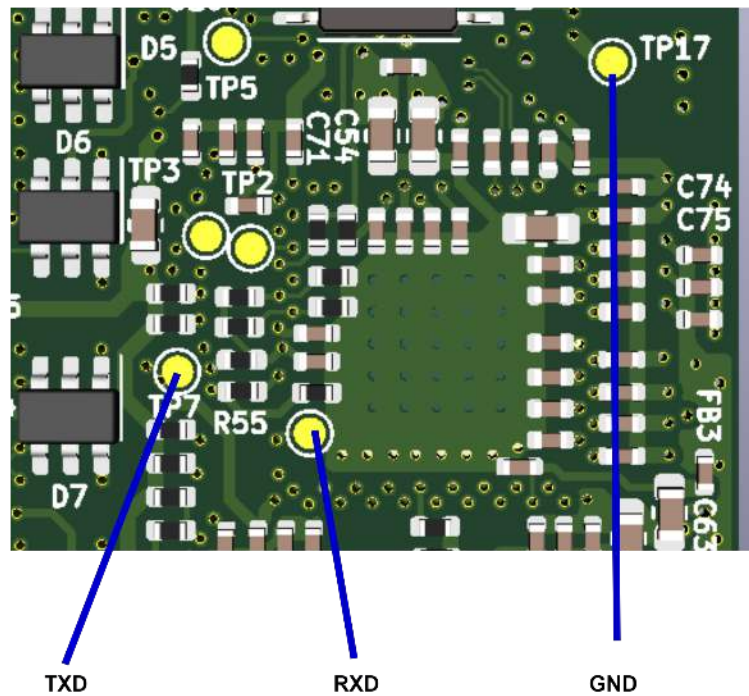 D5
TP17
TP5
D6
C71
C54
TP3
TP2
C74
C75
TP7
R55
FB3
D7
C63
TXD
RXD
GND